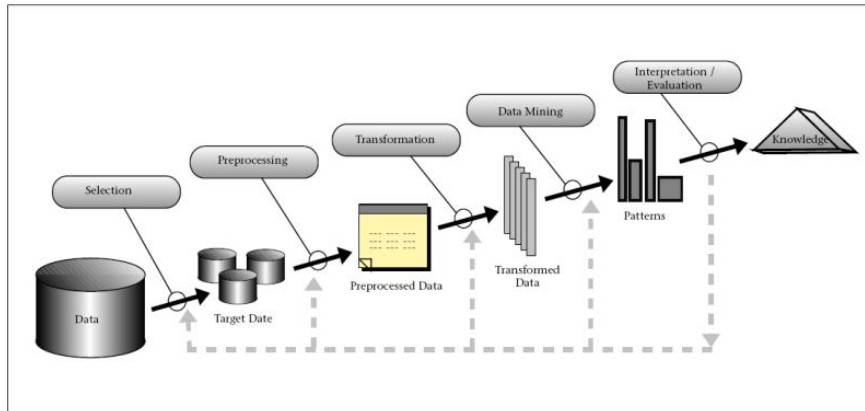 Interpretation /
Evaluation
Data Mining
Transformation
Preprocessing
Selection
Knowledge
Patterns
Transformed
Data
Preprocessed Data
Target Date
Data